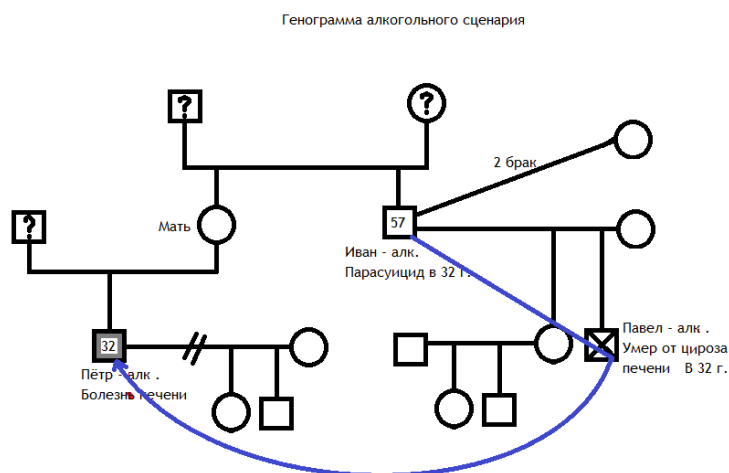 Генограмма алкогольного сценария
?
?
2 брак
?
Мать
57
Иван - алк.
Парасуицид в 32 г.
32
Пётр - алк .
Болезнь печени
Павел - алк .
Умер от цироза
печени В 32 г.